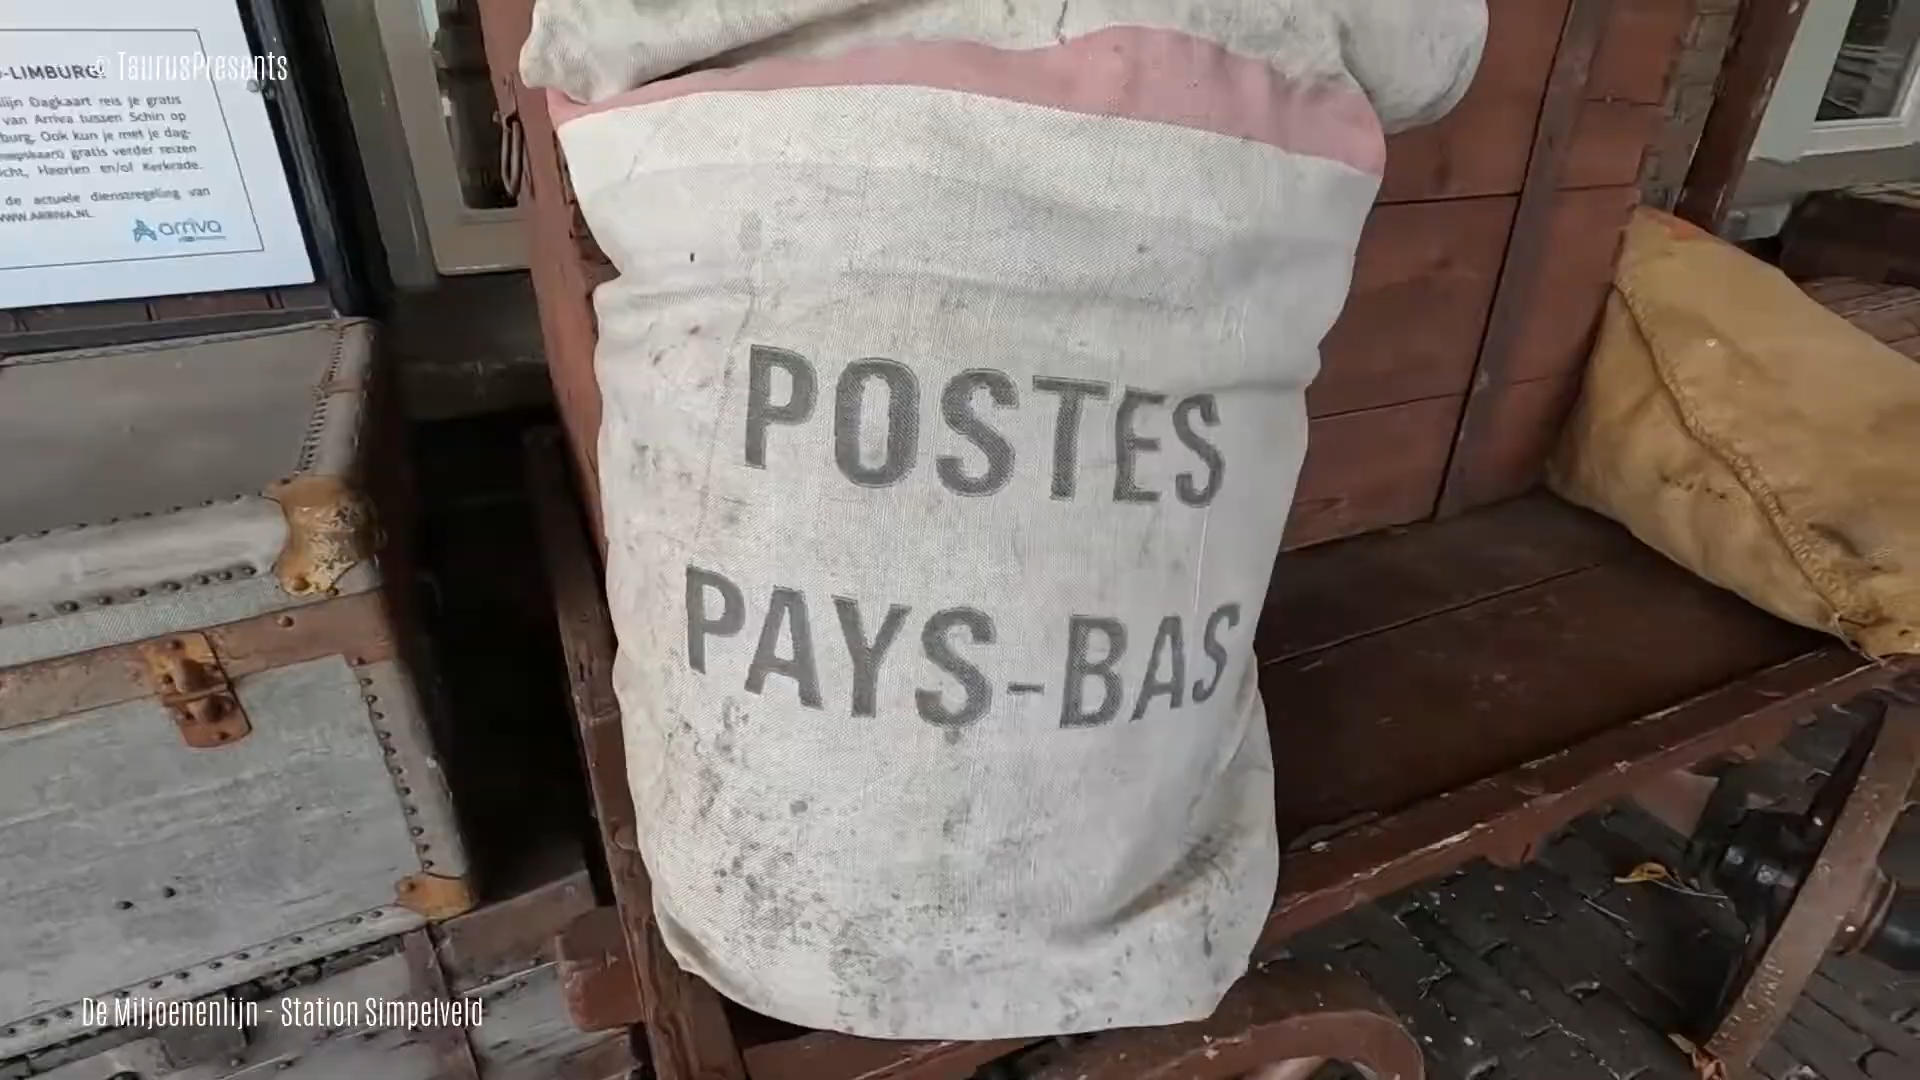 © TaurusPresents
-LIMBURG!
lijn Dagkaart reis je gratis
van Arriva tussen Schin op
burg. Ook kun je met je dag-
gratis verder reizen
icht, Heerlen en/of Kerkrade.
de actuele dienstregeling van
WWW.ARRIVA.NL
arriva
POSTES
PAYS-BAS
De Miljoenenlijn - Station Simpelveld